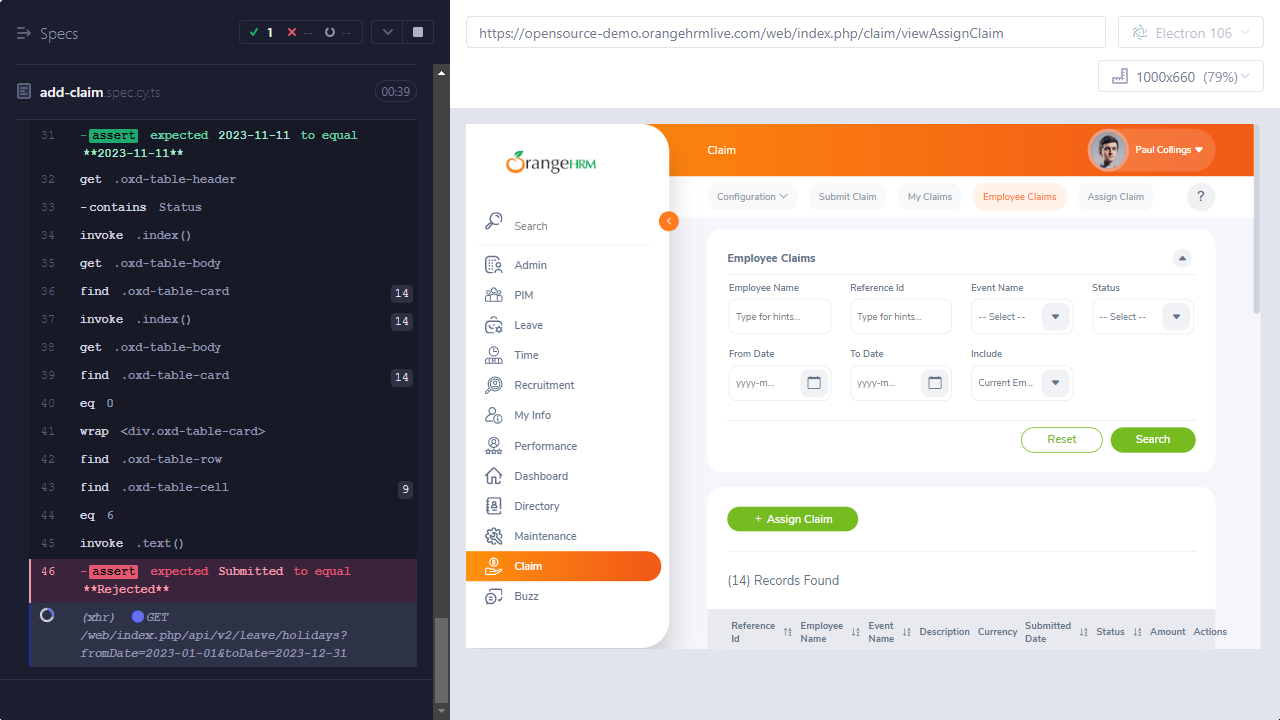 Specs
1
--
--
add-claim.spec.cy.ts
00:39
31 -assert expected 2023-11-11 to equal
**2023-11-11**
32 get .oxd-table-header
33 -contains Status
34 invoke .index()
35 get .oxd-table-body
36 find .oxd-table-card 14
37 invoke .index() 14
38 get .oxd-table-body
39 find .oxd-table-card 14
40 eq 0
41 wrap <div.oxd-table-card>
42 find .oxd-table-row
43 find .oxd-table-cell 9
44 eq 6
45 invoke .text()
46 -assert expected Submitted to equal
**Rejected**
(xhr) GET
/web/index.php/api/v2/leave/holidays?
fromDate=2023-01-01&toDate=2023-12-31
https://opensource-demo.orangehrmlive.com/web/index.php/claim/viewAssignClaim
Electron 106
1000x660 (79%)
OrangeHRM
Search
Admin
PIM
Leave
Time
Recruitment
My Info
Performance
Dashboard
Directory
Maintenance
Claim
Buzz
Claim
Paul Collings
Configuration
Submit Claim
My Claims
Employee Claims
Assign Claim
?
Employee Claims
Employee Name
Reference Id
Event Name
Status
Type for hints...
Type for hints...
-- Select --
-- Select --
From Date
To Date
Include
yyyy-m...
yyyy-m...
Current Em...
Reset
Search
+ Assign Claim
(14) Records Found
Reference Id
Employee Name
Event Name
Description
Currency
Submitted Date
Status
Amount
Actions